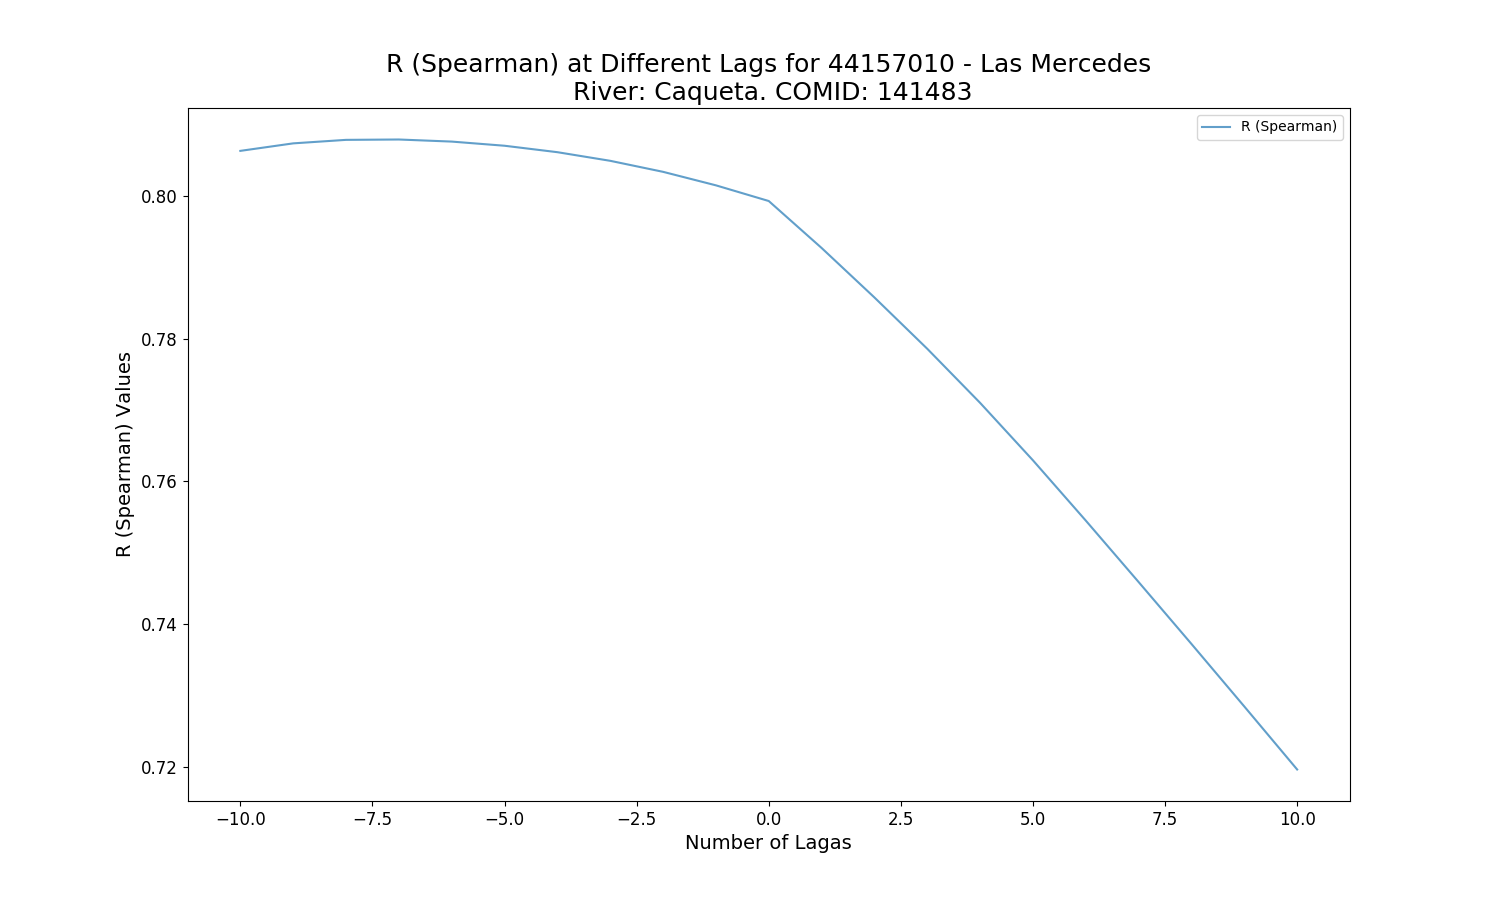 R (Spearman) at Different Lags for 44157010 - Las Mercedes
River: Caqueta. COMID: 141483
R (Spearman)
R (Spearman) Values
0.80
0.78
0.76
0.74
0.72
−10.0 −7.5 −5.0 −2.5 0.0 2.5 5.0 7.5 10.0
Number of Lagas